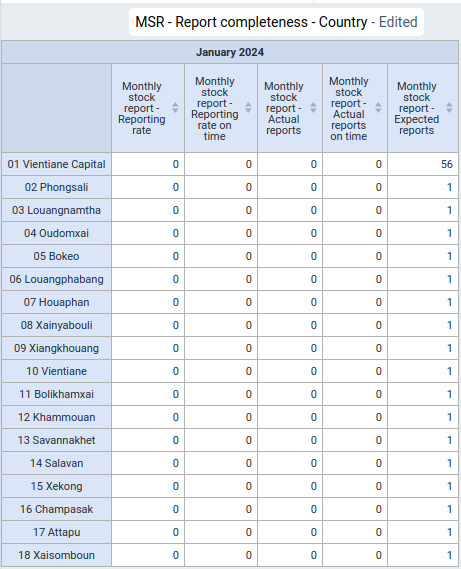 MSR - Report completeness - Country - Edited
January 2024
Monthly stock report - Reporting rate
Monthly stock report - Reporting rate on time
Monthly stock report - Actual reports
Monthly stock report - Actual reports on time
Monthly stock report - Expected reports
01 Vientiane Capital 0 0 0 0 56
02 Phongsali 0 0 0 0 1
03 Louangnamtha 0 0 0 0 1
04 Oudomxai 0 0 0 0 1
05 Bokeo 0 0 0 0 1
06 Louangphabang 0 0 0 0 1
07 Houaphan 0 0 0 0 1
08 Xainyabouli 0 0 0 0 1
09 Xiangkhouang 0 0 0 0 1
10 Vientiane 0 0 0 0 1
11 Bolikhamxai 0 0 0 0 1
12 Khammouan 0 0 0 0 1
13 Savannakhet 0 0 0 0 1
14 Salavan 0 0 0 0 1
15 Xekong 0 0 0 0 1
16 Champasak 0 0 0 0 1
17 Attapu 0 0 0 0 1
18 Xaisomboun 0 0 0 0 1